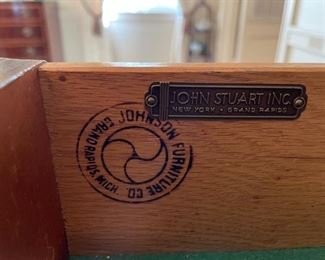 JOHN STUART INC.
NEW YORK • GRAND RAPIDS
JOHNSON FURNITURE CO.
GRAND RAPIDS, MICH.